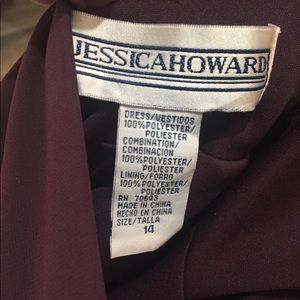 JESSICAHOWARD
DRESS/VESTIDOS
100%POLYESTER/
POLIESTER
COMBINATION/
COMBINACION
100%POLYESTER/
POLIESTER
LINING/FORRO
100% POLYESTER/
POLIESTER
RN 70643
MADE IN CHINA
HECHO EN CHINA
SIZE/TALLA
14